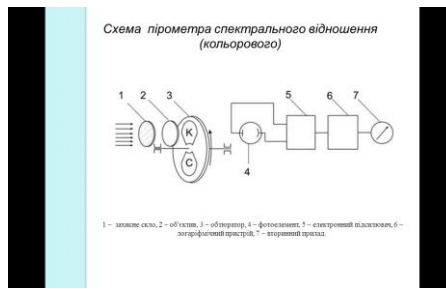 Схема пірометра спектрального відношення
(кольорового)
1 2 3 5 6 7
К
С
4
1 – захисне скло, 2 – об'єктив, 3 – обтюратор, 4 – фотоелемент, 5 – електронний підсилювач, 6 –
логаріфмічний пристрій, 7 – вторинний прилад.